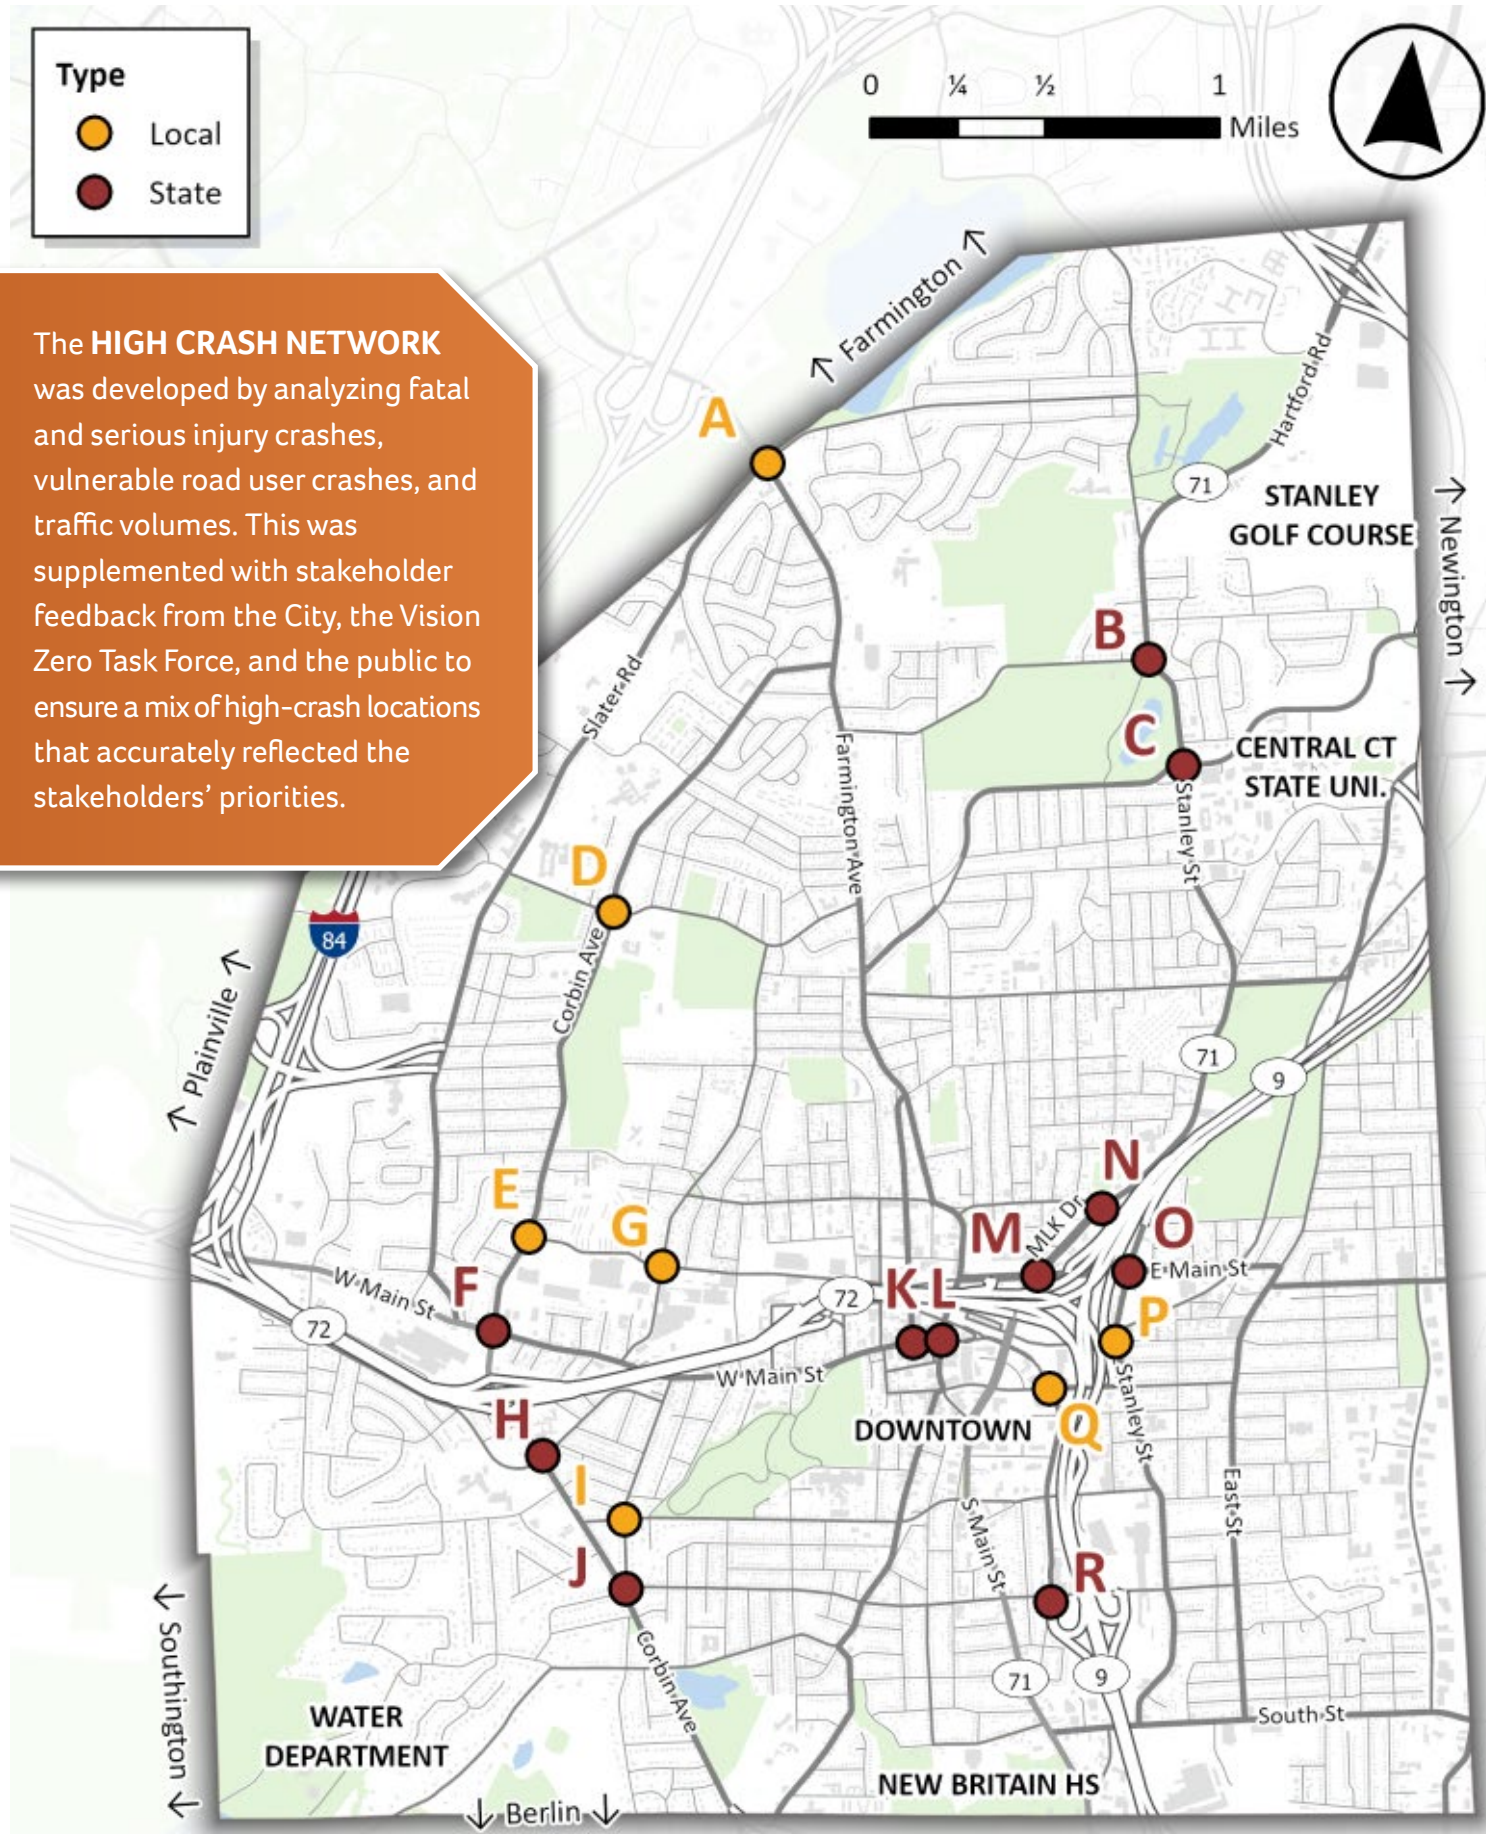 Type
Local
State
0 ¼ ½ 1
Miles
The HIGH CRASH NETWORK
was developed by analyzing fatal
and serious injury crashes,
vulnerable road user crashes, and
traffic volumes. This was
supplemented with stakeholder
feedback from the City, the Vision
Zero Task Force, and the public to
ensure a mix of high-crash locations
that accurately reflected the
stakeholders' priorities.
← Farmington →
A
Hartford Rd
71
STANLEY
GOLF COURSE
← Newington →
B
Slater Rd
C
CENTRAL CT
STATE UNI.
Farmington Ave
Stanley St
D
84
Corbin Ave
← Plainville →
71
9
N
E
G
MLK Dr
M
O
E Main St
F
W Main St
K L
72
P
72
W Main St
Stanley St
H
DOWNTOWN
Q
I
East St
S Main St
J
R
← Southington →
Corbin Ave
71
9
WATER
DEPARTMENT
South St
NEW BRITAIN HS
↓ Berlin ↓